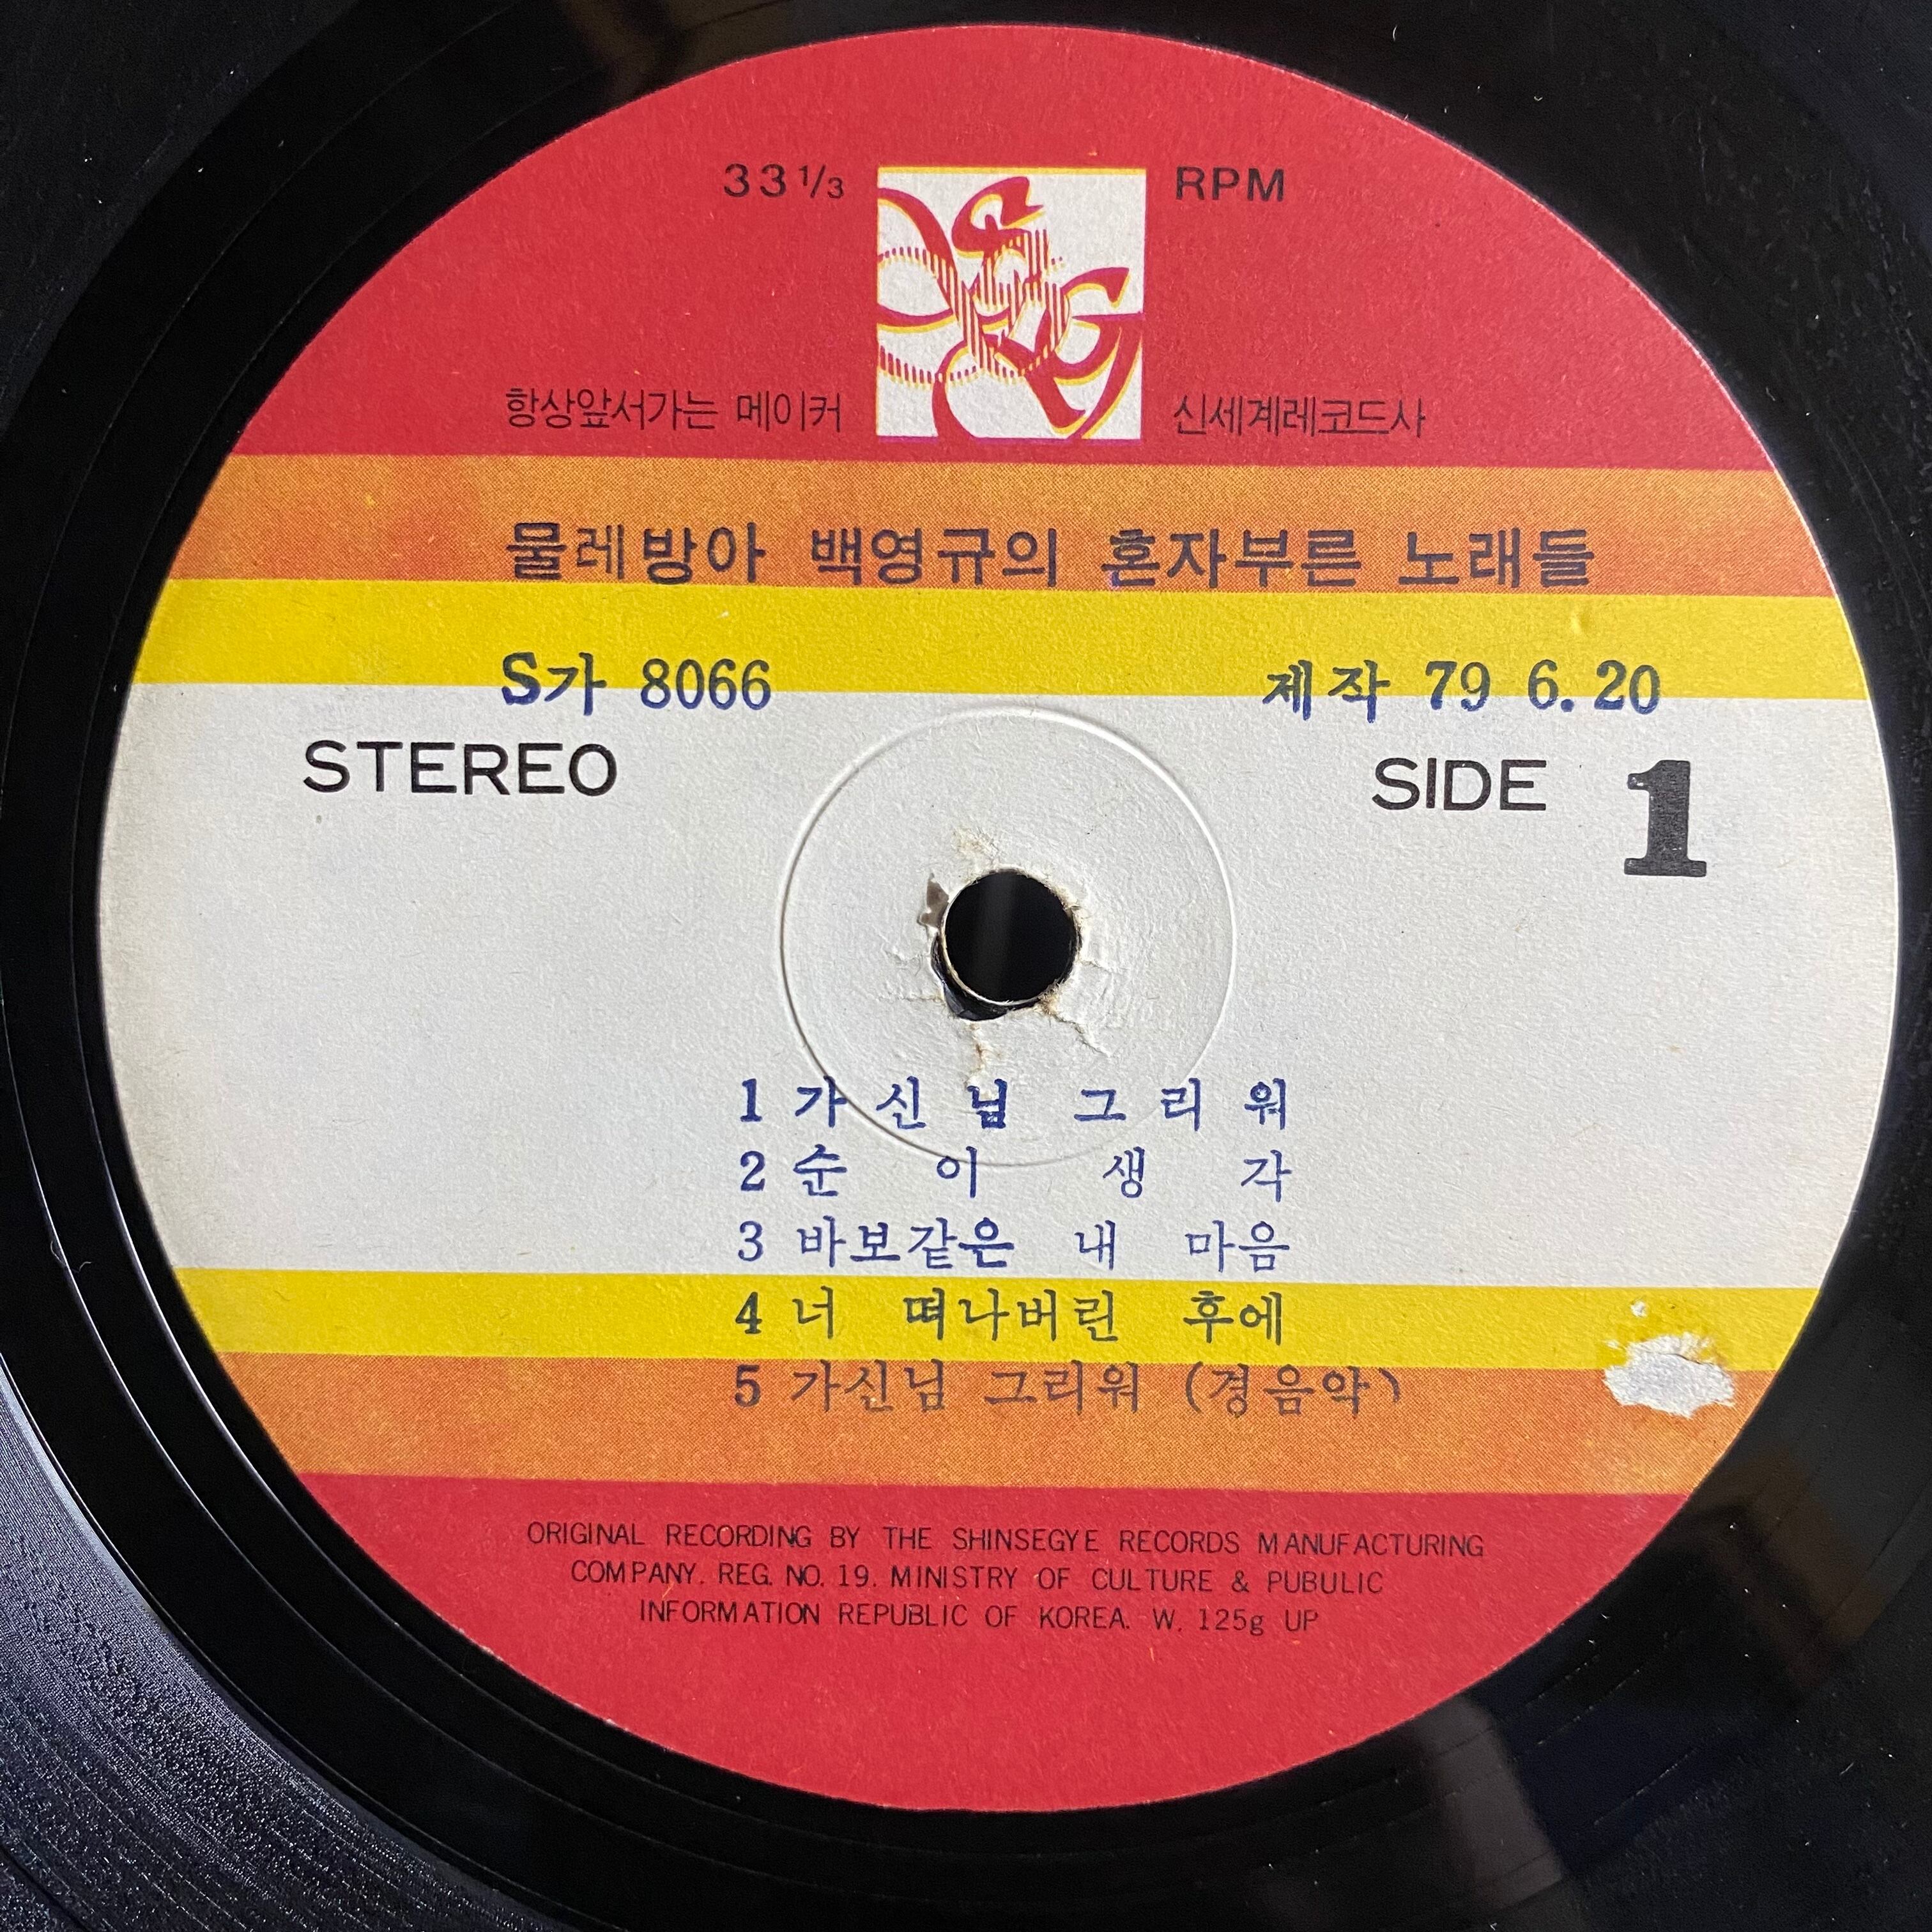 33 1/3 RPM
항상앞서가는 메이커 신세계레코드사
물레방아 백영규의 혼자부른 노래들
S가 8066 제작 79 6.20
STEREO SIDE 1
1 가신님 그리워
2 순이 생각
3 바보같은 내 마음
4 너 떠나버린 후에
5 가신님 그리워 (경음악)
ORIGINAL RECORDING BY THE SHINSEGYE RECORDS MANUFACTURING
COMPANY. REG. NO. 19. MINISTRY OF CULTURE & PUBULIC
INFORMATION REPUBLIC OF KOREA. W. 125g UP